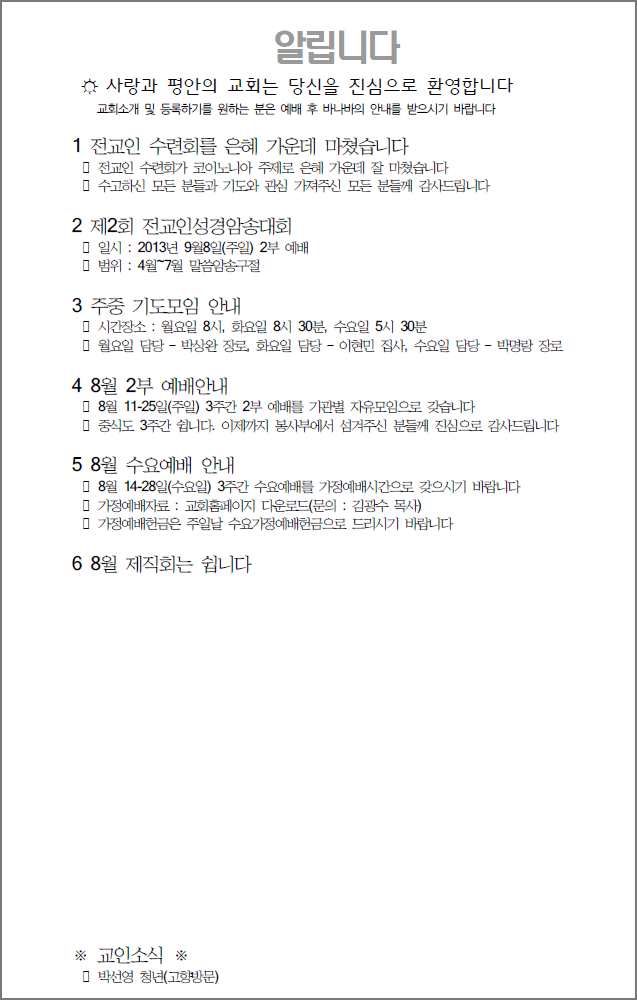 알립니다
☼ 사랑과 평안의 교회는 당신을 진심으로 환영합니다
교회소개 및 등록하기를 원하는 분은 예배 후 바나바의 안내를 받으시기 바랍니다
1 전교인 수련회를 은혜 가운데 마쳤습니다
▯ 전교인 수련회가 코이노니아 주제로 은혜 가운데 잘 마쳤습니다
▯ 수고하신 모든 분들과 기도와 관심 가져주신 모든 분들께 감사드립니다
2 제2회 전교인성경암송대회
▯ 일시 : 2013년 9월8일(주일) 2부 예배
▯ 범위 : 4월~7월 말씀암송구절
3 주중 기도모임 안내
▯ 시간장소 : 월요일 8시, 화요일 8시 30분, 수요일 5시 30분
▯ 월요일 담당 - 박상완 장로, 화요일 담당 - 이현민 집사, 수요일 담당 - 박명랑 장로
4 8월 2부 예배안내
▯ 8월 11-25일(주일) 3주간 2부 예배를 기관별 자유모임으로 갖습니다
▯ 중식도 3주간 쉽니다. 이제까지 봉사부에서 섬겨주신 분들께 진심으로 감사드립니다
5 8월 수요예배 안내
▯ 8월 14-28일(수요일) 3주간 수요예배를 가정예배시간으로 갖으시기 바랍니다
▯ 가정예배자료 : 교회홈페이지 다운로드(문의 : 김광수 목사)
▯ 가정예배헌금은 주일날 수요가정예배헌금으로 드리시기 바랍니다
6 8월 제직회는 쉽니다
※ 교인소식 ※
▯ 박선영 청년(고향방문)